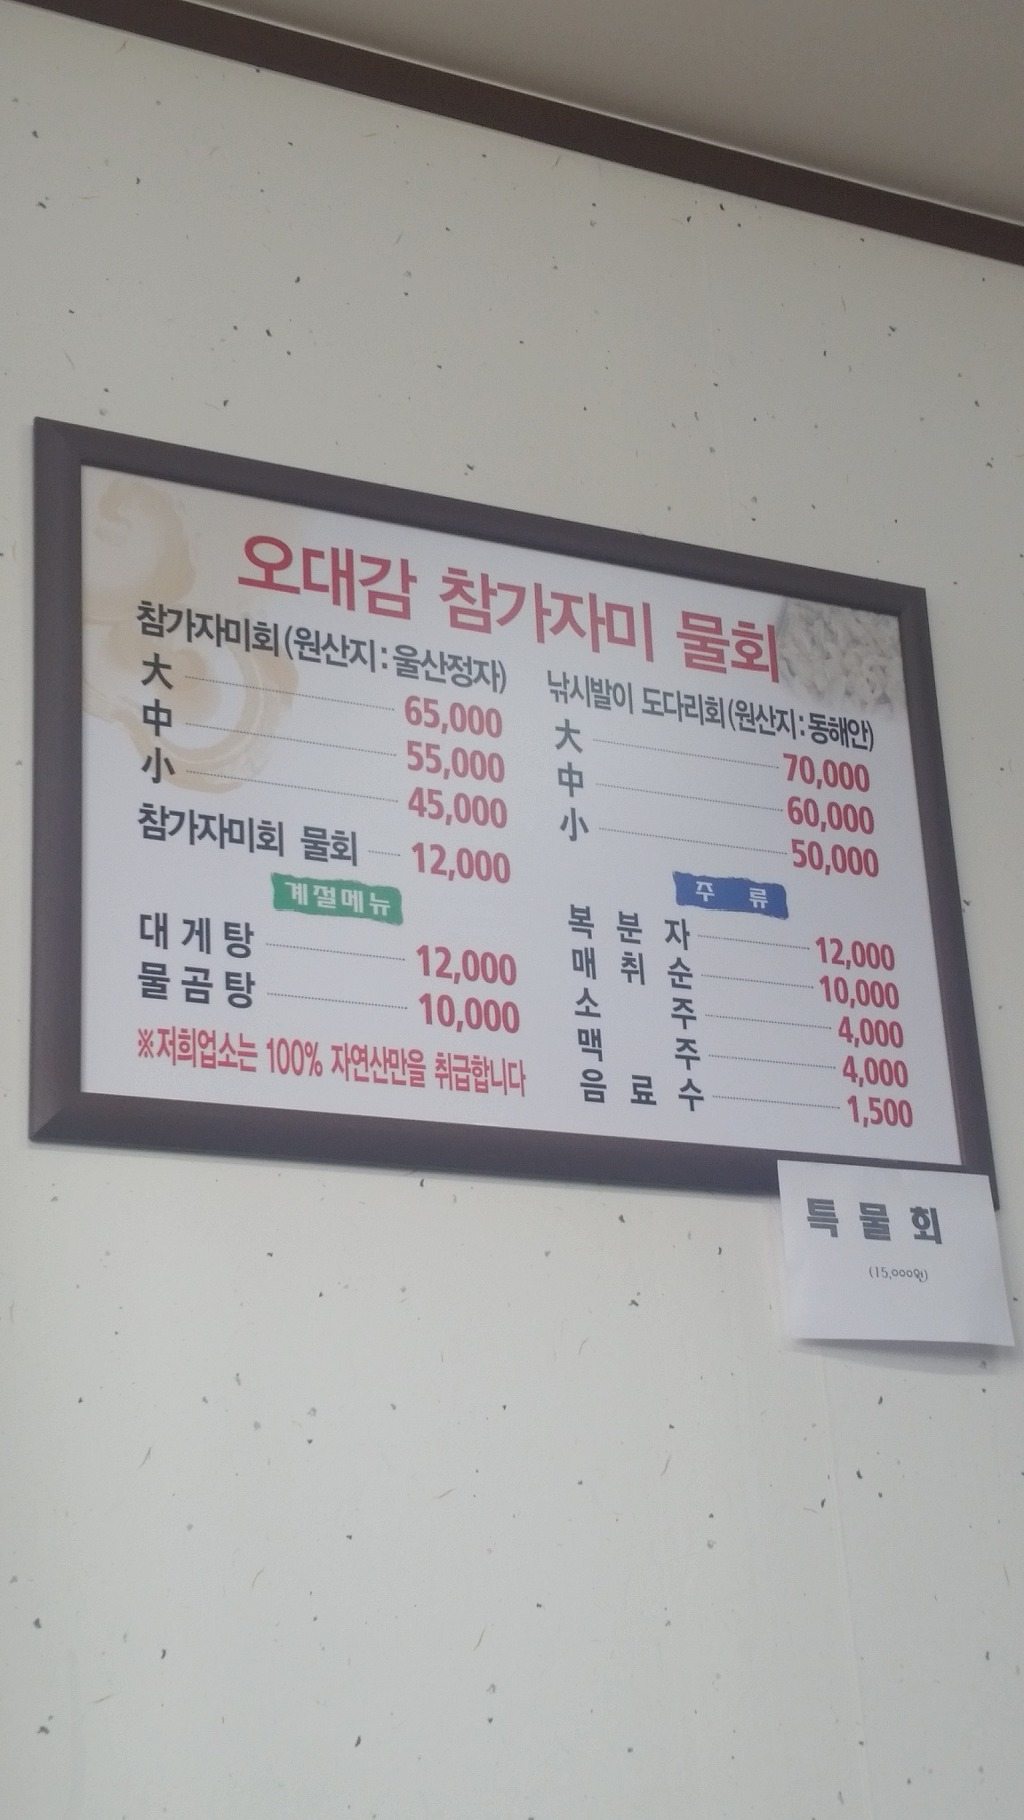 오대감 참가자미 물회
참가자미회 (원산지 : 울산정자)
大 65,000
中 55,000
小 45,000
참가자미회 물회 12,000
계절메뉴
대게탕 12,000
물곰탕 10,000
※저희업소는 100% 자연산만을 취급합니다
낚시발이 도다리회 (원산지 : 동해안)
大 70,000
中 60,000
小 50,000
주 류
복 분 자 12,000
매 취 순 10,000
소 주 4,000
맥 주 4,000
음 료 수 1,500
특 물 회
(15,000원)